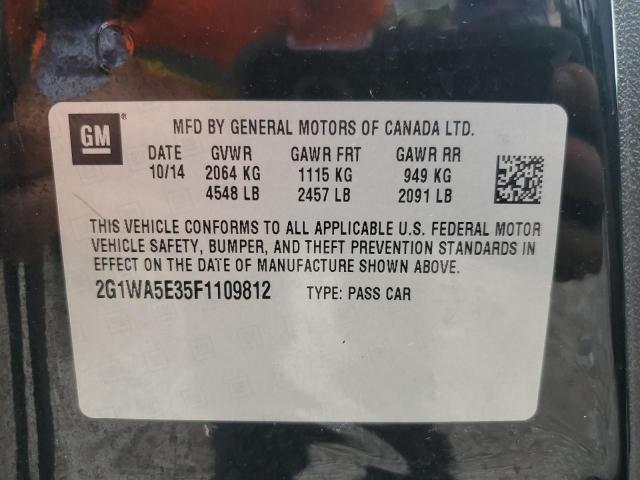 GM®
MFD BY GENERAL MOTORS OF CANADA LTD.
DATE GVWR GAWR FRT GAWR RR
10/14 2064 KG 1115 KG 949 KG
4548 LB 2457 LB 2091 LB
THIS VEHICLE CONFORMS TO ALL APPLICABLE U.S. FEDERAL MOTOR
VEHICLE SAFETY, BUMPER, AND THEFT PREVENTION STANDARDS IN
EFFECT ON THE DATE OF MANUFACTURE SHOWN ABOVE.
2G1WA5E35F1109812 TYPE: PASS CAR